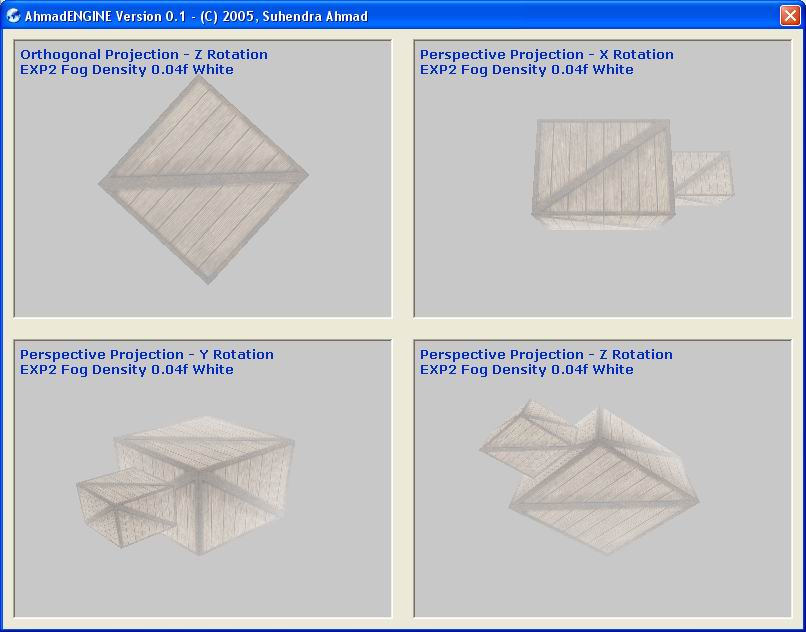 AhmadENGINE Version 0.1 - (C) 2005, Suhendra Ahmad
Orthogonal Projection - Z Rotation
EXP2 Fog Density 0.04f White
Perspective Projection - X Rotation
EXP2 Fog Density 0.04f White
Perspective Projection - Y Rotation
EXP2 Fog Density 0.04f White
Perspective Projection - Z Rotation
EXP2 Fog Density 0.04f White